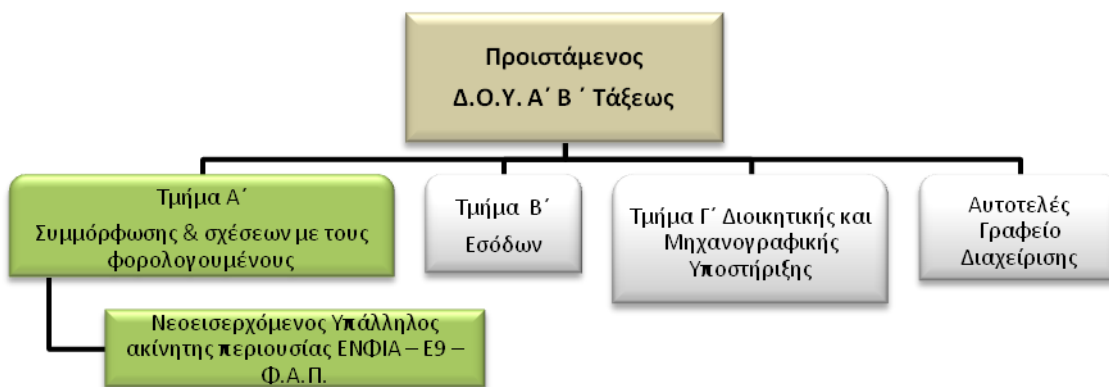 Προιστάμενος
Δ.Ο.Υ. Α΄ Β ΄ Τάξεως
Τμήμα Α΄
Συμμόρφωσης & σχέσεων με τους
φορολογουμένους
Τμήμα Β΄
Εσόδων
Τμήμα Γ΄ Διοικητικής και
Μηχανογραφικής
Υποστήριξης
Αυτοτελές
Γραφείο
Διαχείρισης
Νεοεισερχόμενος Υπάλληλος
ακίνητης περιουσίας ΕΝΦΙΑ – Ε9 –
Φ.Α.Π.